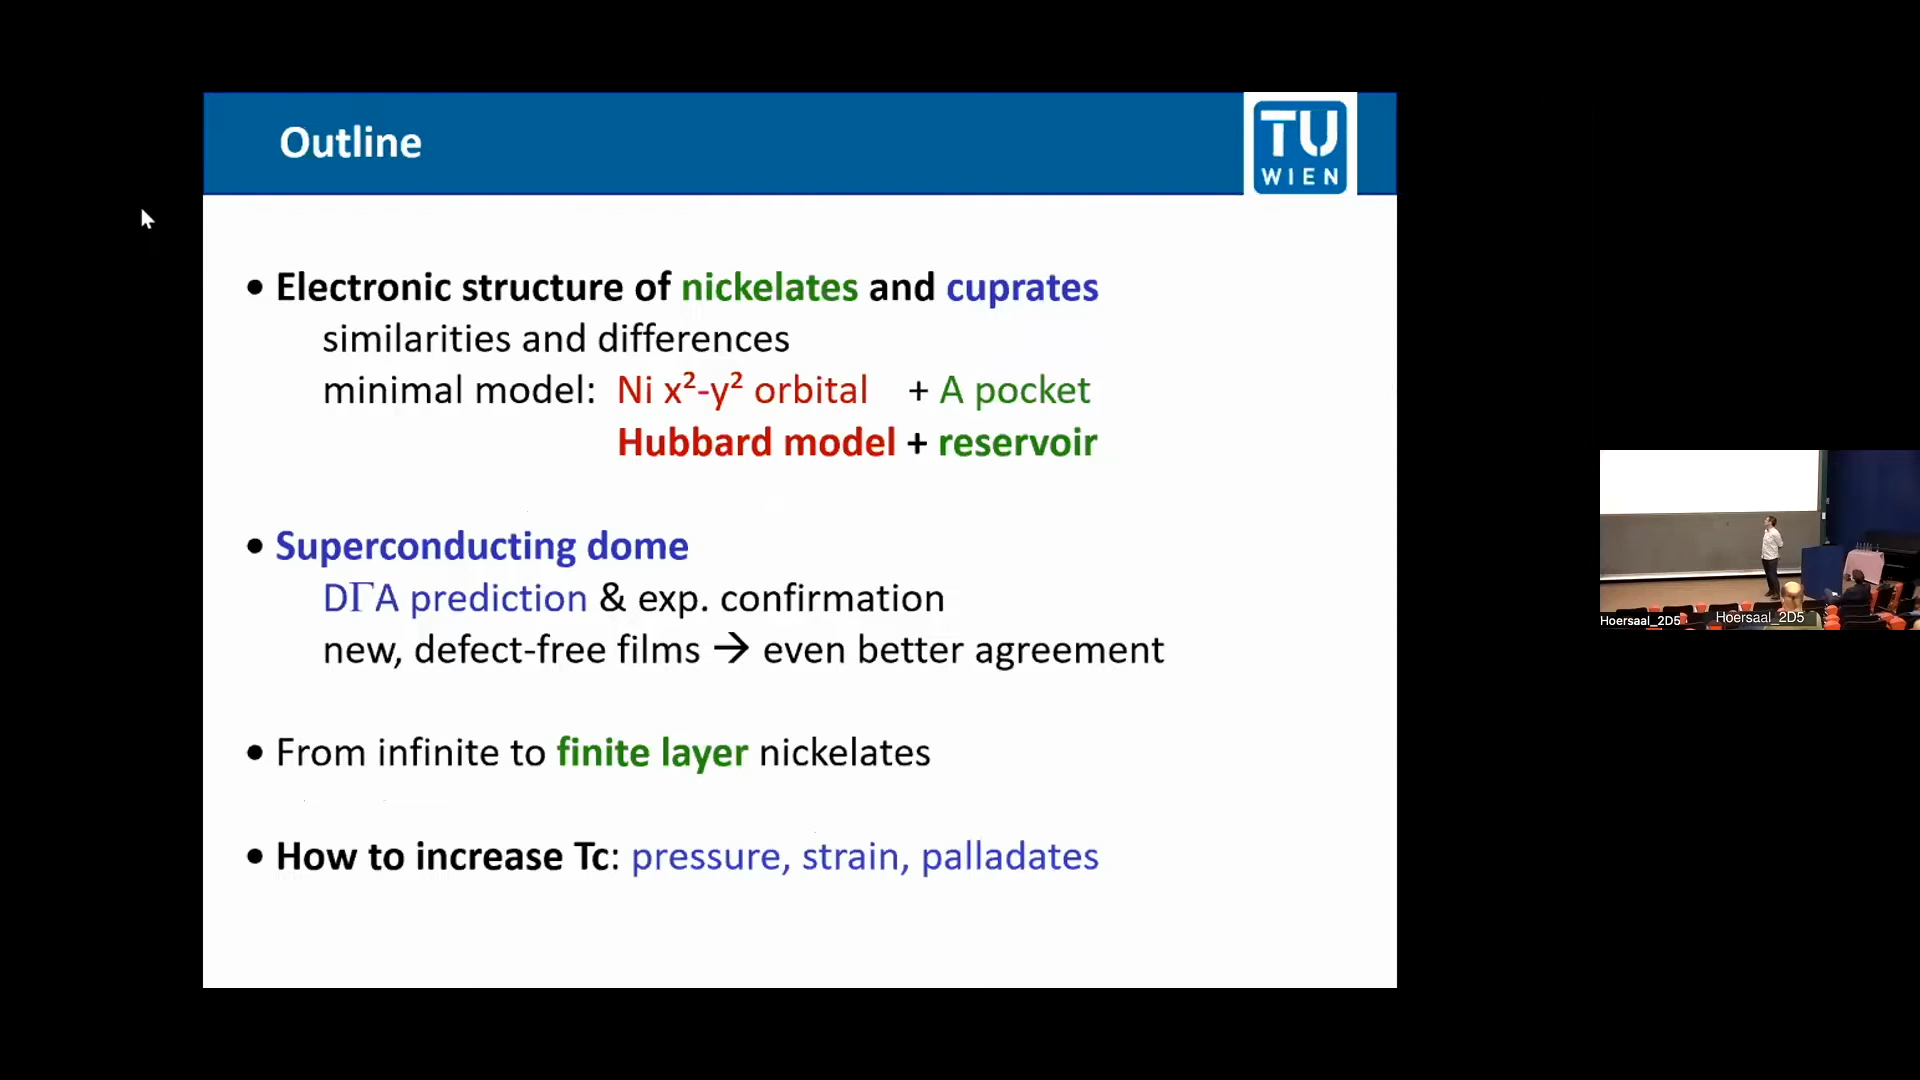 Outline
TU
WIEN
• Electronic structure of nickelates and cuprates
similarities and differences
minimal model: Ni x²-y² orbital + A pocket
Hubbard model + reservoir
• Superconducting dome
DΓA prediction & exp. confirmation
new, defect-free films → even better agreement
• From infinite to finite layer nickelates
• How to increase Tc: pressure, strain, palladates
Hoersaal_2D5
Hoersaal_2D5